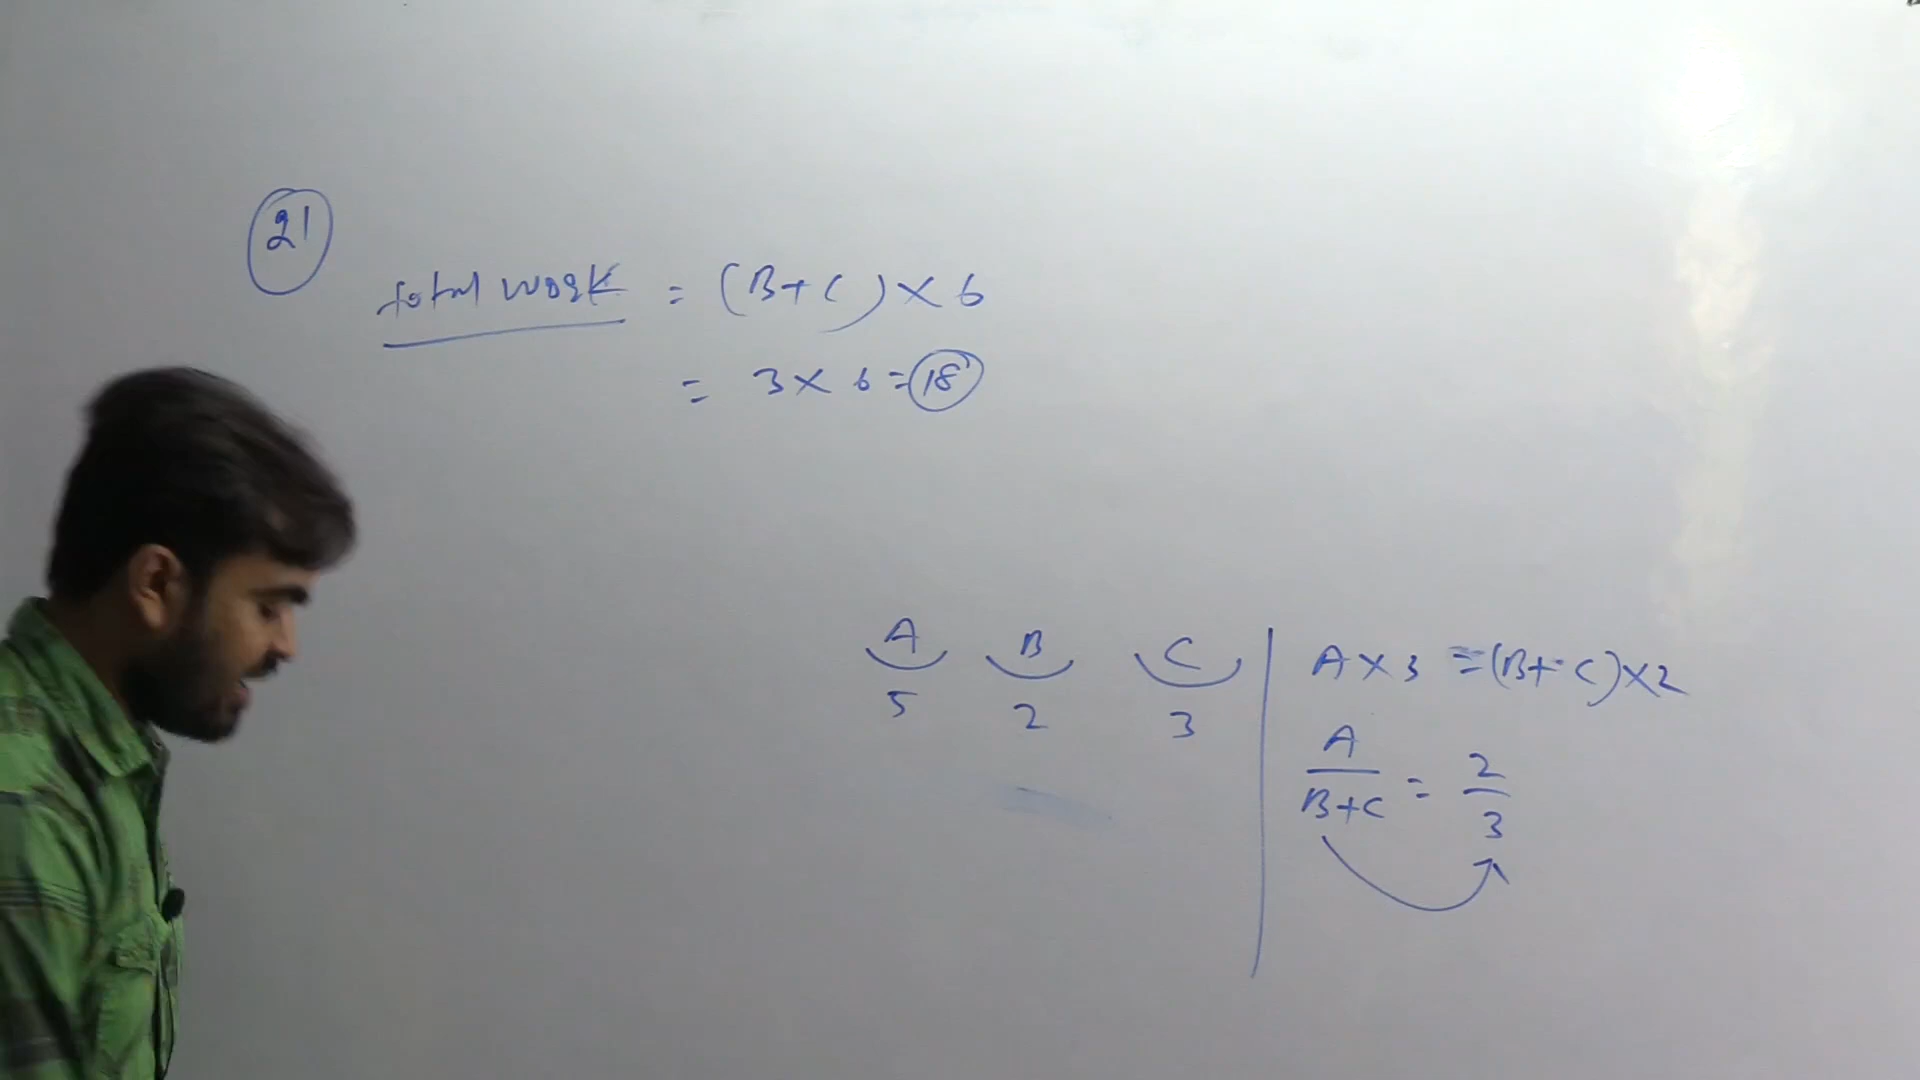 21
total work = (B+C) × 6
= 3 × 6 = 18
A B C
5 2 3
A × 3 = (B+C) × 2
A/B+C = 2/3